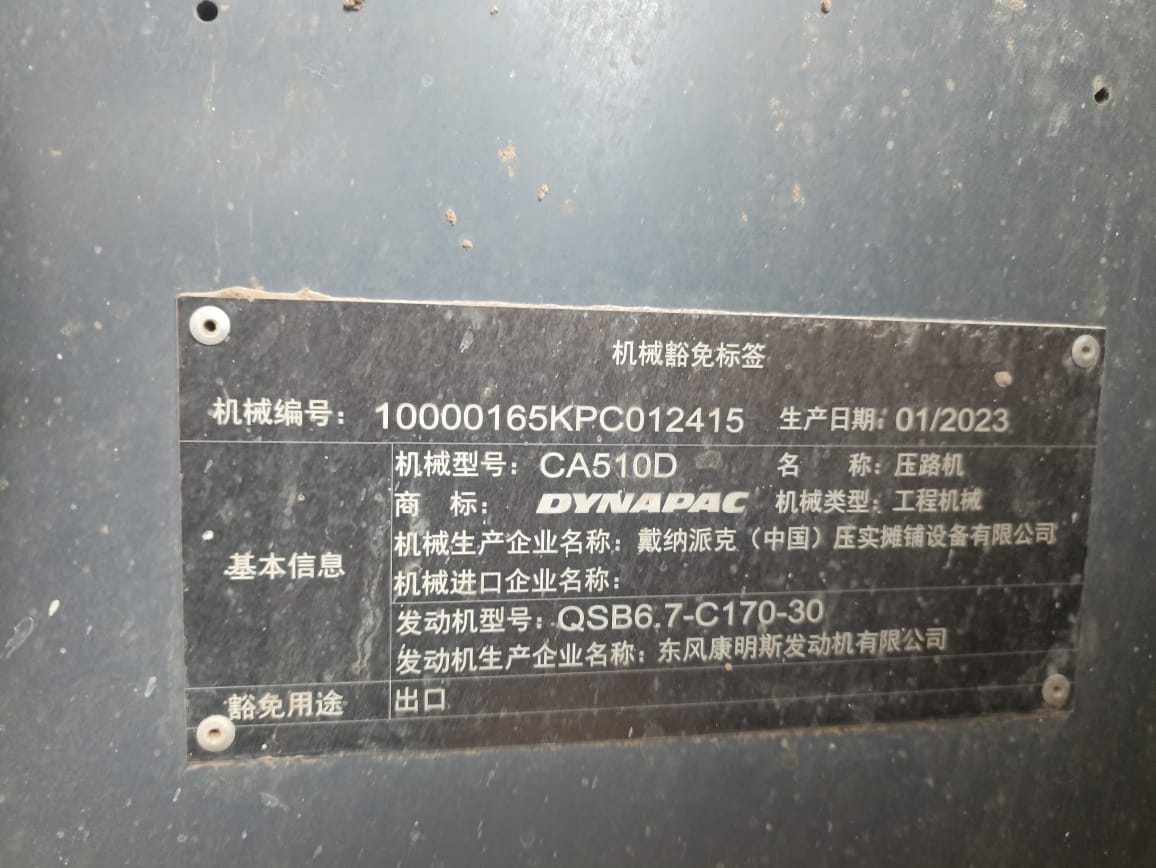 机械豁免标签
机械编号：10000165KPC012415 生产日期：01/2023
机械型号：CA510D 名 称：压路机
商 标：DYNAPAC 机械类型：工程机械
基本信息
机械生产企业名称：戴纳派克（中国）压实摊铺设备有限公司
机械进口企业名称：
发动机型号：QSB6.7-C170-30
发动机生产企业名称：东风康明斯发动机有限公司
豁免用途 出口